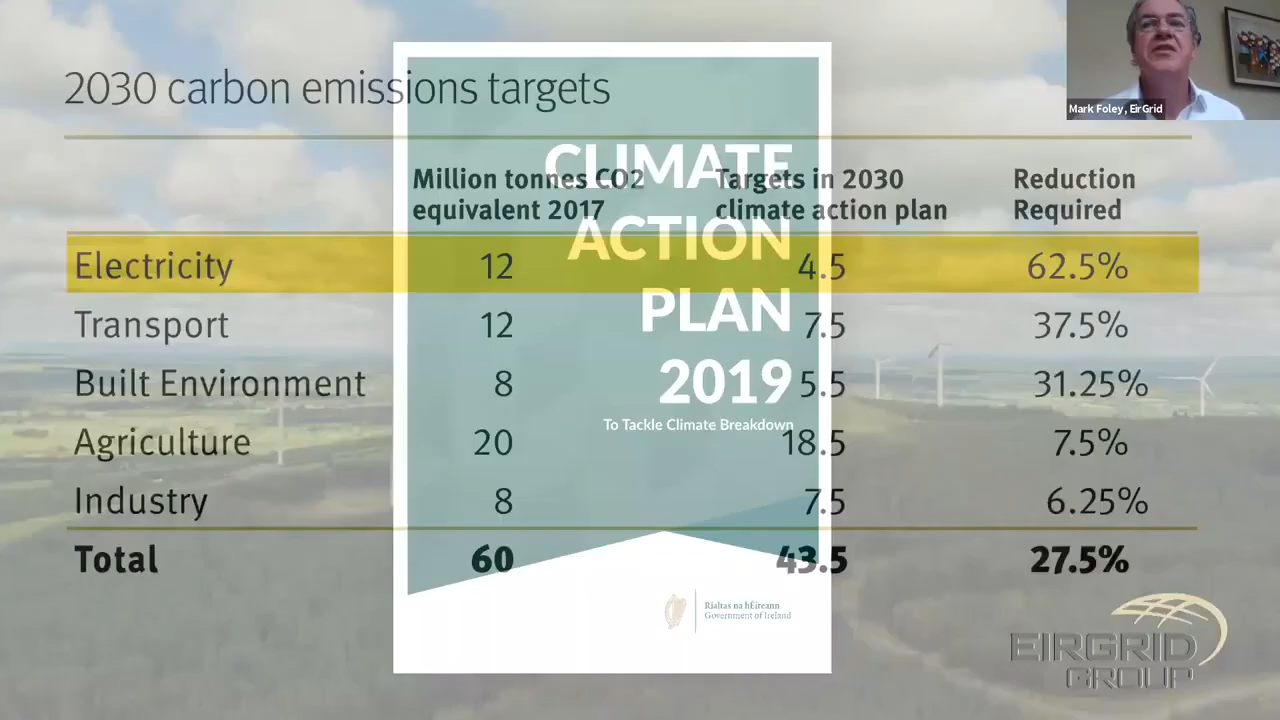 2030 carbon emissions targets
Mark Foley, EirGrid
Million tonnes CO2 equivalent 2017
Targets in 2030 climate action plan
Reduction Required
Electricity 12 4.5 62.5%
Transport 12 7.5 37.5%
Built Environment 8 5.5 31.25%
Agriculture 20 18.5 7.5%
Industry 8 7.5 6.25%
Total 60 43.5 27.5%
CLIMATE
ACTION
PLAN
2019
To Tackle Climate Breakdown
Rialtas na hÉireann
Government of Ireland
EIRGRID
GROUP